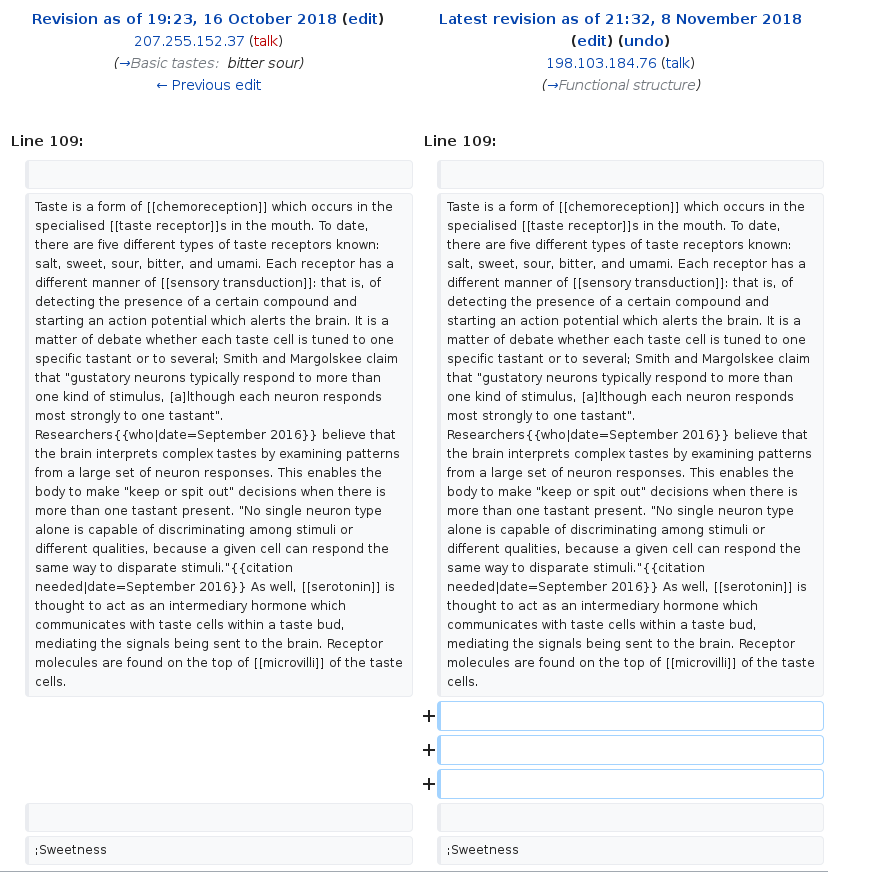 Revision as of 19:23, 16 October 2018 (edit)
207.255.152.37 (talk)
(→Basic tastes: bitter sour)
← Previous edit
Latest revision as of 21:32, 8 November 2018
(edit) (undo)
198.103.184.76 (talk)
(→Functional structure)
Line 109:
Line 109:
Taste is a form of [[chemoreception]] which occurs in the
specialised [[taste receptor]]s in the mouth. To date,
there are five different types of taste receptors known:
salt, sweet, sour, bitter, and umami. Each receptor has a
different manner of [[sensory transduction]]: that is, of
detecting the presence of a certain compound and
starting an action potential which alerts the brain. It is a
matter of debate whether each taste cell is tuned to one
specific tastant or to several; Smith and Margolskee claim
that "gustatory neurons typically respond to more than
one kind of stimulus, [a]lthough each neuron responds
most strongly to one tastant".
Researchers{{who|date=September 2016}} believe that
the brain interprets complex tastes by examining patterns
from a large set of neuron responses. This enables the
body to make "keep or spit out" decisions when there is
more than one tastant present. "No single neuron type
alone is capable of discriminating among stimuli or
different qualities, because a given cell can respond the
same way to disparate stimuli."{{citation
needed|date=September 2016}} As well, [[serotonin]] is
thought to act as an intermediary hormone which
communicates with taste cells within a taste bud,
mediating the signals being sent to the brain. Receptor
molecules are found on the top of [[microvilli]] of the taste
cells.
Taste is a form of [[chemoreception]] which occurs in the
specialised [[taste receptor]]s in the mouth. To date,
there are five different types of taste receptors known:
salt, sweet, sour, bitter, and umami. Each receptor has a
different manner of [[sensory transduction]]: that is, of
detecting the presence of a certain compound and
starting an action potential which alerts the brain. It is a
matter of debate whether each taste cell is tuned to one
specific tastant or to several; Smith and Margolskee claim
that "gustatory neurons typically respond to more than
one kind of stimulus, [a]lthough each neuron responds
most strongly to one tastant".
Researchers{{who|date=September 2016}} believe that
the brain interprets complex tastes by examining patterns
from a large set of neuron responses. This enables the
body to make "keep or spit out" decisions when there is
more than one tastant present. "No single neuron type
alone is capable of discriminating among stimuli or
different qualities, because a given cell can respond the
same way to disparate stimuli."{{citation
needed|date=September 2016}} As well, [[serotonin]] is
thought to act as an intermediary hormone which
communicates with taste cells within a taste bud,
mediating the signals being sent to the brain. Receptor
molecules are found on the top of [[microvilli]] of the taste
cells.
+
+
+
;Sweetness
;Sweetness